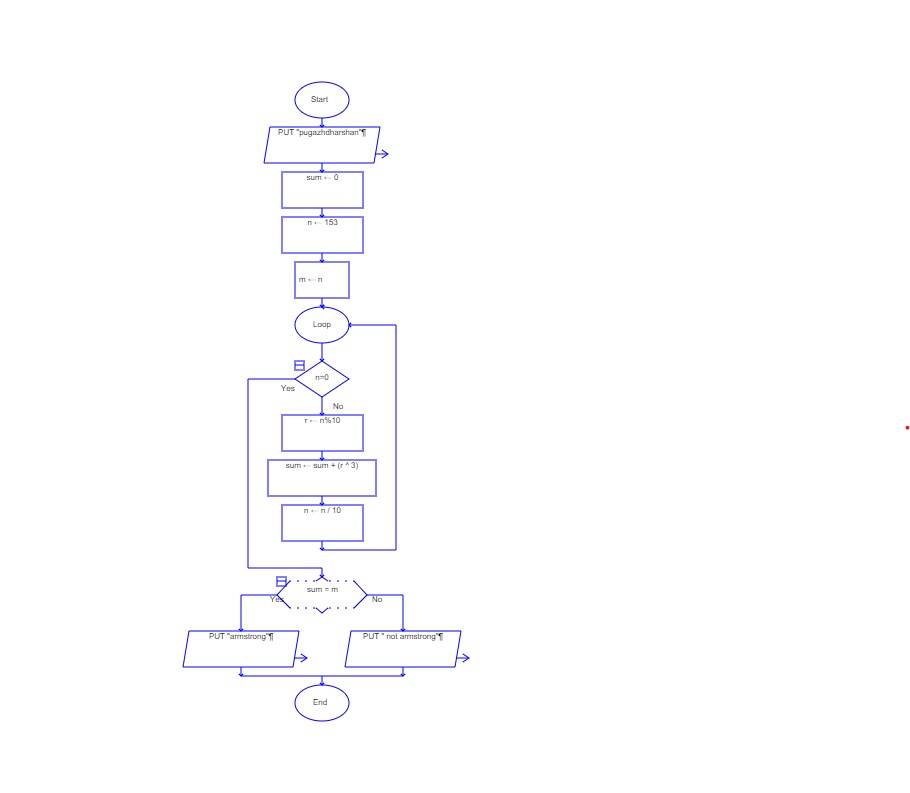 Start
PUT "pugazhdharshan"¶
sum ← 0
n ← 153
m ← n
Loop
n=0
Yes
No
r ← n%10
sum ← sum + (r ^ 3)
n ← n / 10
sum = m
Yes
No
PUT "armstrong"¶
PUT " not armstrong"¶
End